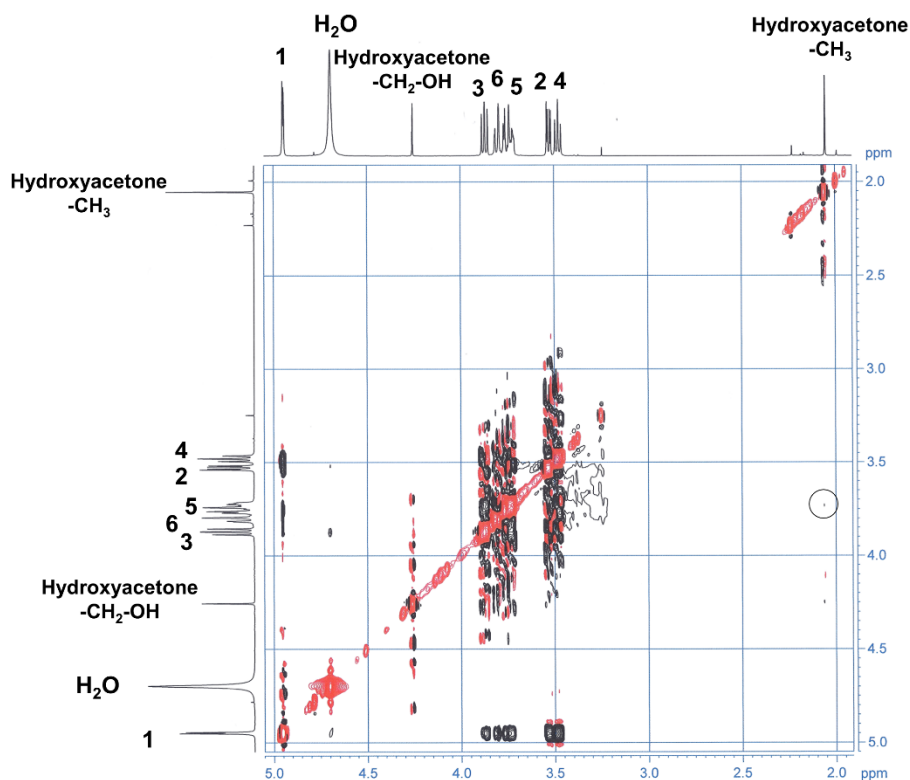 H₂O
Hydroxyacetone
-CH₃
1
Hydroxyacetone
-CH₂-OH
3 6 5 2 4
ppm
Hydroxyacetone
-CH₃
2.0
2.5
3.0
4
3.5
2
5
6
3
4.0
Hydroxyacetone
-CH₂-OH
4.5
H₂O
1
5.0
5.0 4.5 4.0 3.5 3.0 2.5 2.0 ppm